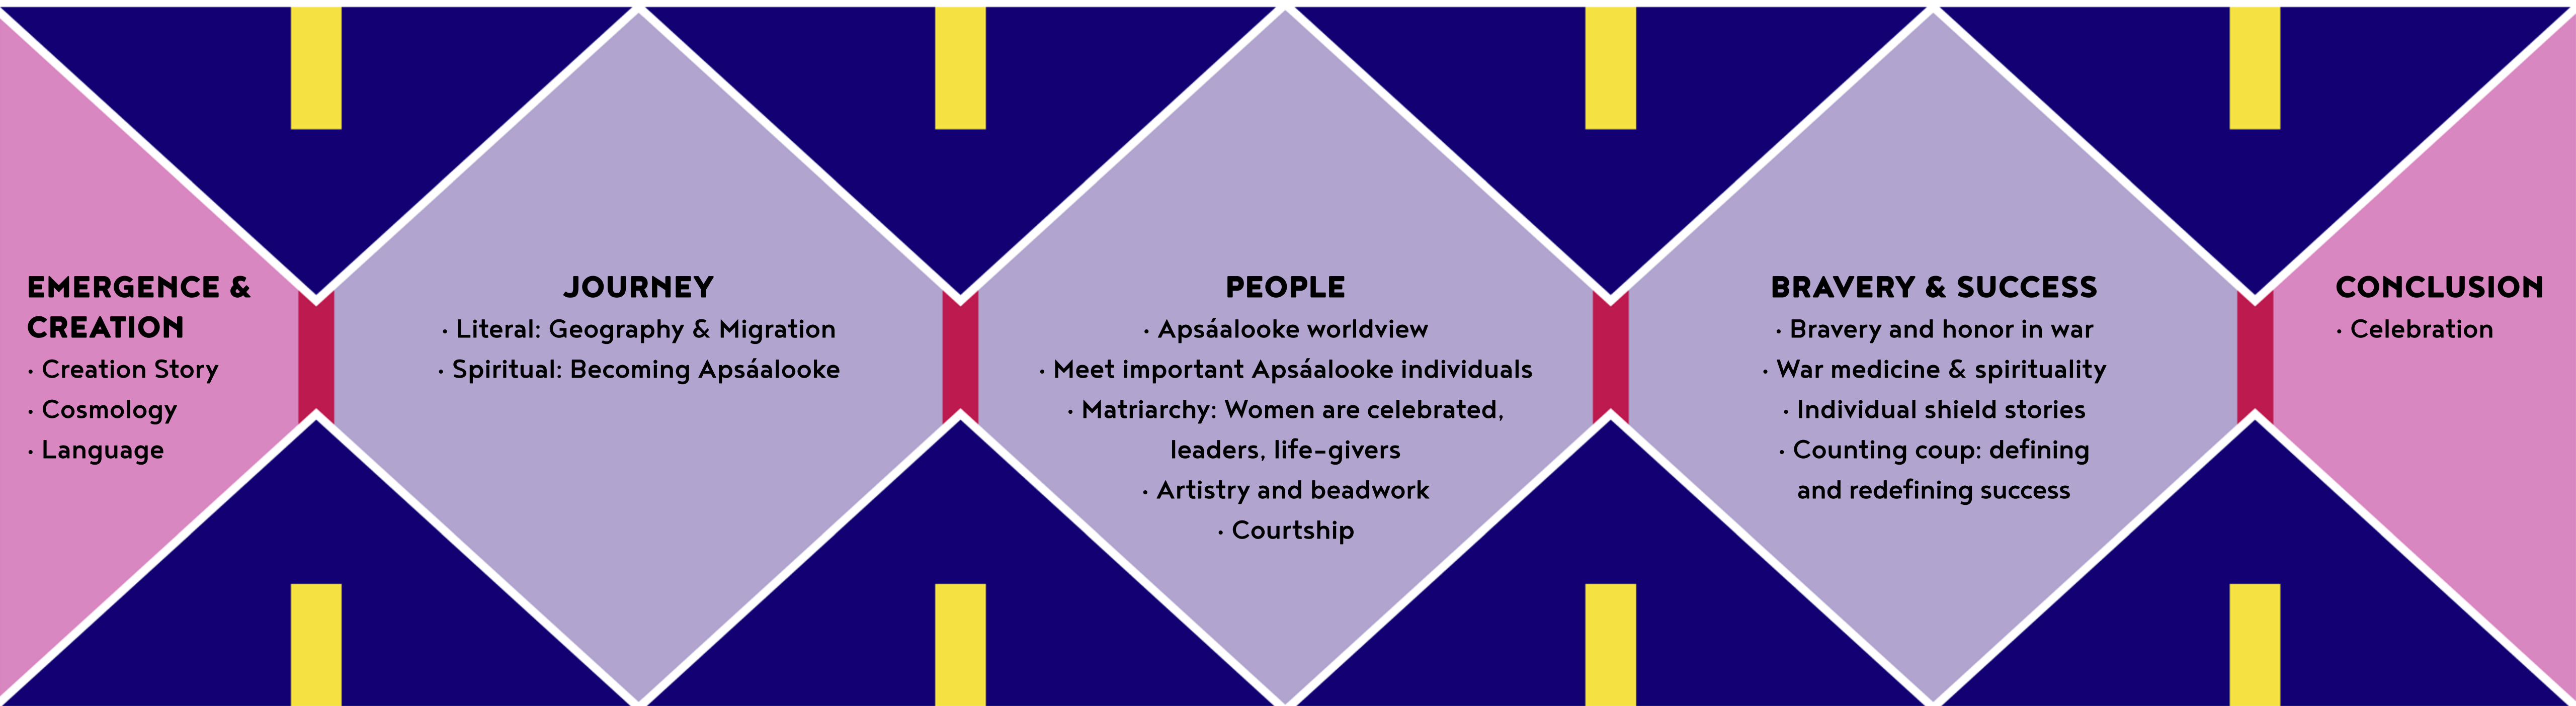 EMERGENCE &
CREATION
· Creation Story
· Cosmology
· Language
JOURNEY
· Literal: Geography & Migration
· Spiritual: Becoming Apsáalooke
PEOPLE
· Apsáalooke worldview
· Meet important Apsáalooke individuals
· Matriarchy: Women are celebrated,
leaders, life-givers
· Artistry and beadwork
· Courtship
BRAVERY & SUCCESS
· Bravery and honor in war
· War medicine & spirituality
· Individual shield stories
· Counting coup: defining
and redefining success
CONCLUSION
· Celebration